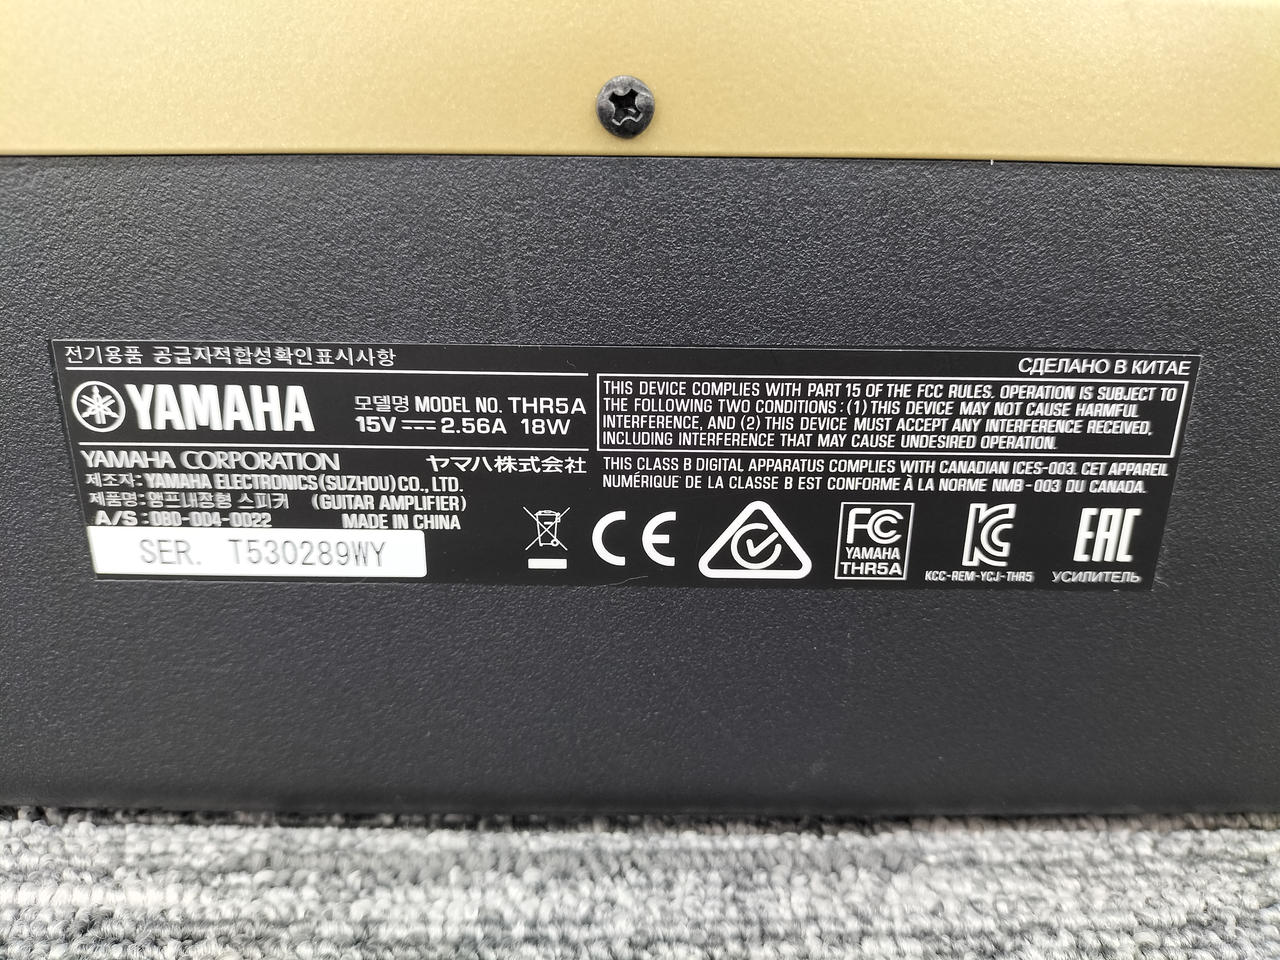 전기용품 공급자적합성확인표시사항
YAMAHA
모델명 MODEL NO. THR5A
15V 2.56A 18W
YAMAHA CORPORATION ヤマハ株式会社
제조자: YAMAHA ELECTRONICS (SUZHOU) CO., LTD.
제품명: 앰프내장형 스피커 (GUITAR AMPLIFIER)
A/S : 080-004-0022 MADE IN CHINA
SER. T530289WY
СДЕЛАНО В КИТАЕ
THIS DEVICE COMPLIES WITH PART 15 OF THE FCC RULES. OPERATION IS SUBJECT TO
THE FOLLOWING TWO CONDITIONS : (1) THIS DEVICE MAY NOT CAUSE HARMFUL
INTERFERENCE, AND (2) THIS DEVICE MUST ACCEPT ANY INTERFERENCE RECEIVED,
INCLUDING INTERFERENCE THAT MAY CAUSE UNDESIRED OPERATION.
THIS CLASS B DIGITAL APPARATUS COMPLIES WITH CANADIAN ICES-003. CET APPAREIL
NUMÉRIQUE DE LA CLASSE B EST CONFORME À LA NORME NMB-003 DU CANADA.
CE
FC
YAMAHA
THR5A
KC
KCC-REM-YCJ-THR5
EAC
УСИЛИТЕЛЬ